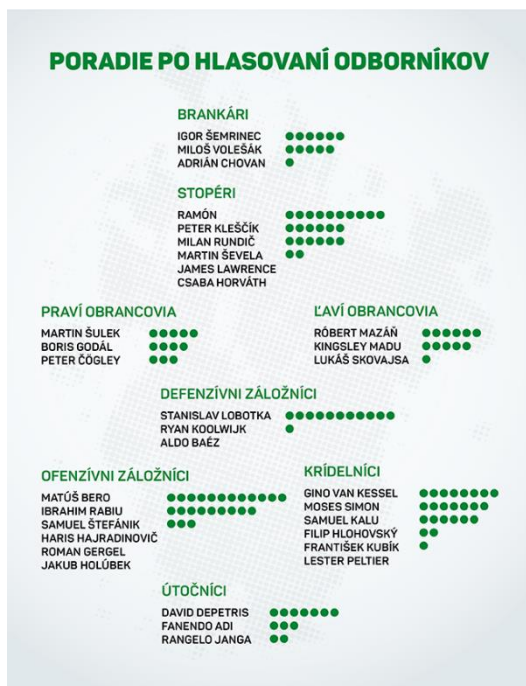 PORADIE PO HLASOVANÍ ODBORNÍKOV
BRANKÁRI
IGOR ŠEMRINEC
MILOŠ VOLEŠÁK
ADRIÁN CHOVAN
STOPÉRI
RAMÓN
PETER KLEŠČÍK
MILAN RUNDIČ
MARTIN ŠEVELA
JAMES LAWRENCE
CSABA HORVÁTH
PRAVÍ OBRANCOVIA
MARTIN ŠULEK
BORIS GODÁL
PETER ČÖGLEY
ĽAVÍ OBRANCOVIA
RÓBERT MAZÁŇ
KINGSLEY MADU
LUKÁŠ SKOVAJSA
DEFENZÍVNI ZÁLOŽNÍCI
STANISLAV LOBOTKA
RYAN KOOLWIJK
ALDO BAÉZ
OFENZÍVNI ZÁLOŽNÍCI
MATÚŠ BERO
IBRAHIM RABIU
SAMUEL ŠTEFÁNIK
HARIS HAJRADINOVIČ
ROMAN GERGEL
JAKUB HOLÚBEK
KRÍDELNÍCI
GINO VAN KESSEL
MOSES SIMON
SAMUEL KALU
FILIP HLOHOVSKÝ
FRANTIŠEK KUBÍK
LESTER PELTIER
ÚTOČNÍCI
DAVID DEPETRIS
FANENDO ADI
RANGELO JANGA